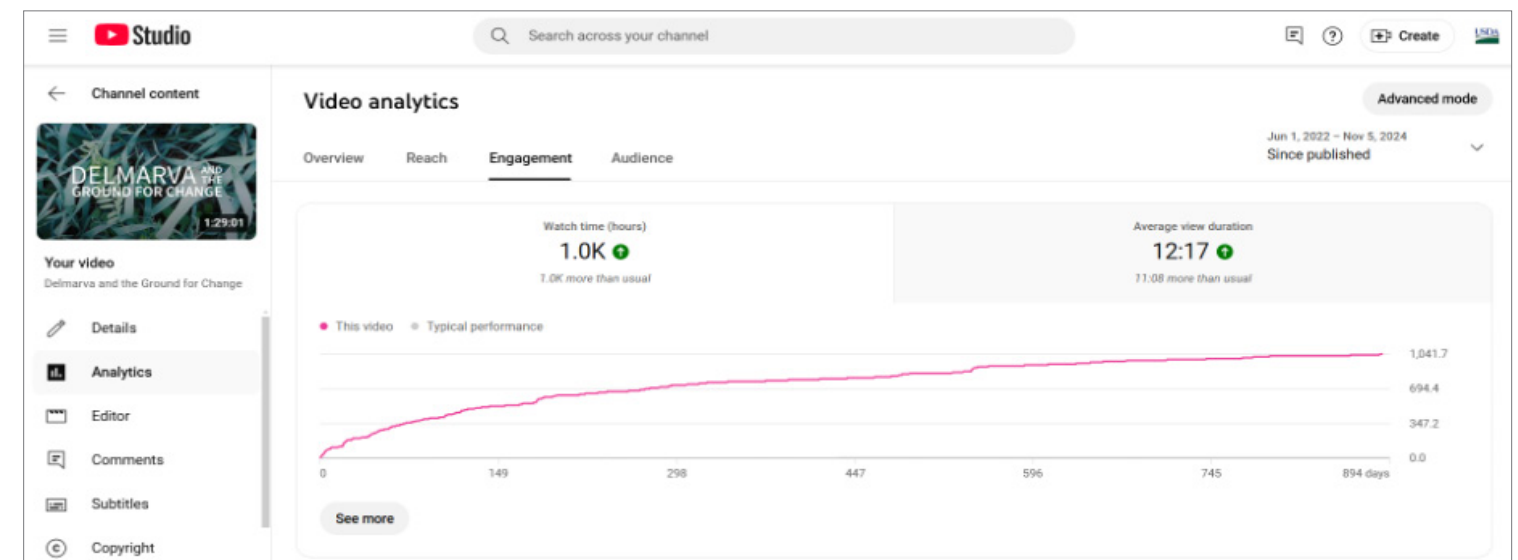 Studio
Search across your channel
Create
USDA
Channel content
DELMARVA AND THE
GROUND FOR CHANGE
1:29:01
Your video
Delmarva and the Ground for Change
Details
Analytics
Editor
Comments
Subtitles
Copyright
Video analytics
Advanced mode
Overview Reach Engagement Audience
Jun 1, 2022 – Nov 5, 2024
Since published
Watch time (hours)
1.0K
1.0K more than usual
Average view duration
12:17
11:08 more than usual
This video Typical performance
1,041.7
694.4
347.2
0.0
0 149 298 447 596 745 894 days
See more